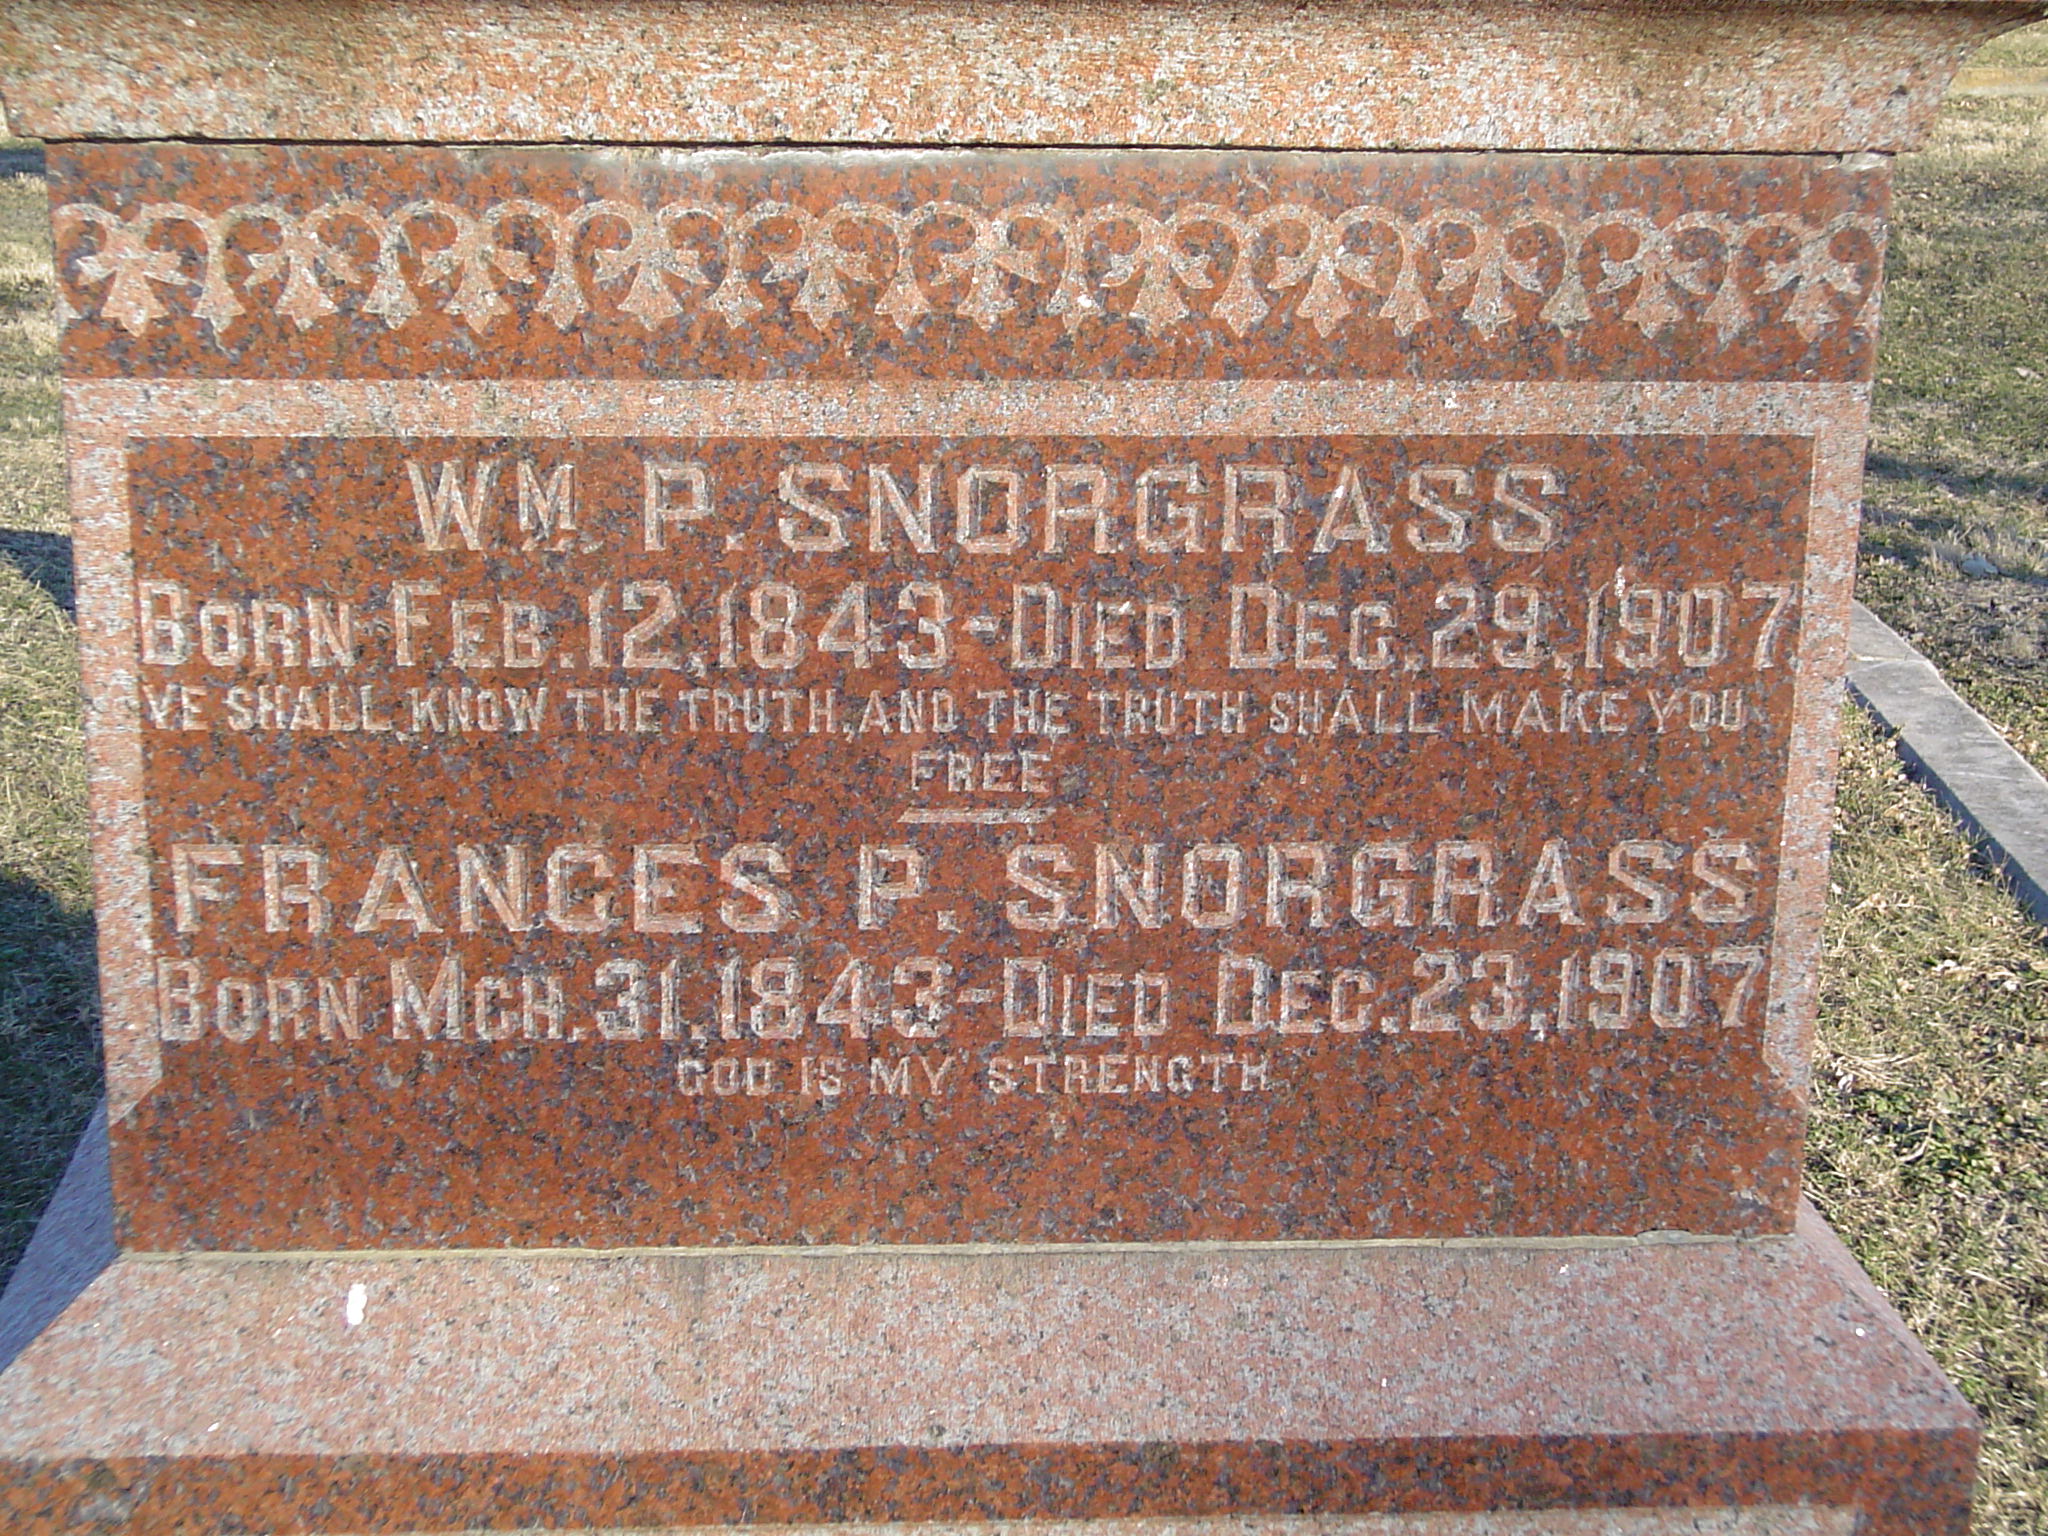 WM. P. SNORGRASS
BORN FEB. 12, 1843 - DIED DEC. 29, 1907.
YE SHALL KNOW THE TRUTH, AND THE TRUTH SHALL MAKE YOU
FREE
FRANCES P. SNORGRASS
BORN MCH. 31, 1843 - DIED DEC. 23, 1907
GOD IS MY STRENGTH